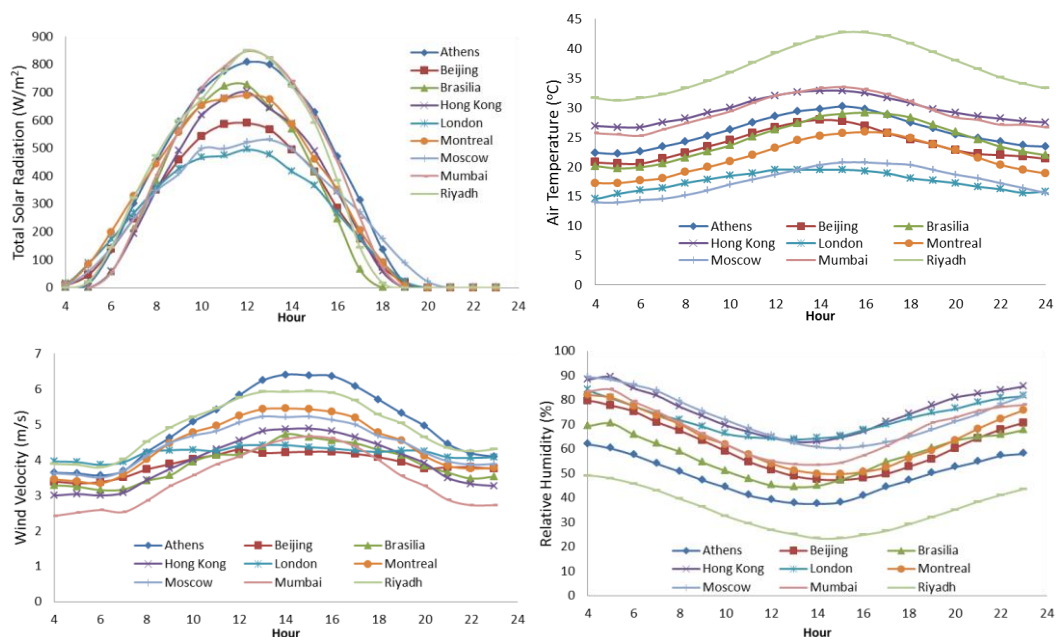 Total Solar Radiation (W/m²)
900
800
700
600
500
400
300
200
100
0
4 6 8 10 12 14 16 18 20 22 24
Hour
Athens
Beijing
Brasilia
Hong Kong
London
Montreal
Moscow
Mumbai
Riyadh
Air Temperature (°C)
45
40
35
30
25
20
15
10
5
0
Athens Beijing Brasilia
Hong Kong London Montreal
Moscow Mumbai Riyadh
4 6 8 10 12 14 16 18 20 22 24
Hour
Wind Velocity (m/s)
7
6
5
4
3
2
1
0
Athens Beijing Brasilia
Hong Kong London Montreal
Moscow Mumbai Riyadh
4 6 8 10 12 14 16 18 20 22 24
Hour
Relative Humidity (%)
100
90
80
70
60
50
40
30
20
10
0
Athens Beijing Brasilia
Hong Kong London Montreal
Moscow Mumbai Riyadh
4 6 8 10 12 14 16 18 20 22 24
Hour